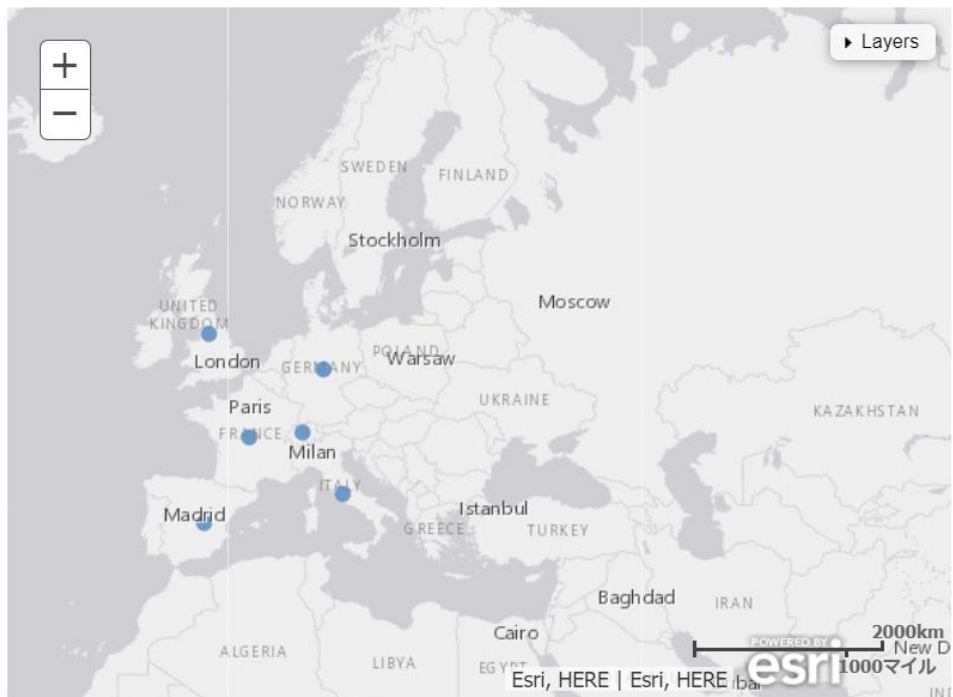 +
Layers
−
SWEDEN
FINLAND
NORWAY
Stockholm
Moscow
UNITED
KINGDOM
London
POLAND
Warsaw
GERMANY
UKRAINE
Paris
KAZAKHSTAN
FRANCE
Milan
ITALY
Istanbul
Madrid
GREECE
TURKEY
Baghdad
IRAN
Cairo
2000km
POWERED BY
esri
New D
ALGERIA
LIBYA
EGYPT
1000マイル
Esri, HERE | Esri, HERE